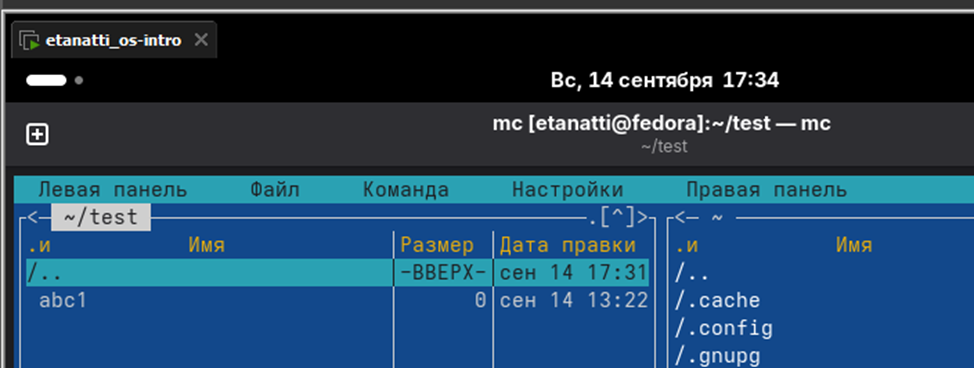 etanatti_os-intro
Вс, 14 сентября 17:34
mc [etanatti@fedora]:~/test — mc
~/test
Левая панель Файл Команда Настройки Правая панель
<— ~/test .[^]> <— ~
.и Имя Размер Дата правки .и Имя
/.. -ВВЕРХ- сен 14 17:31 /..
abc1 0 сен 14 13:22 /.cache
/.config
/.gnupg